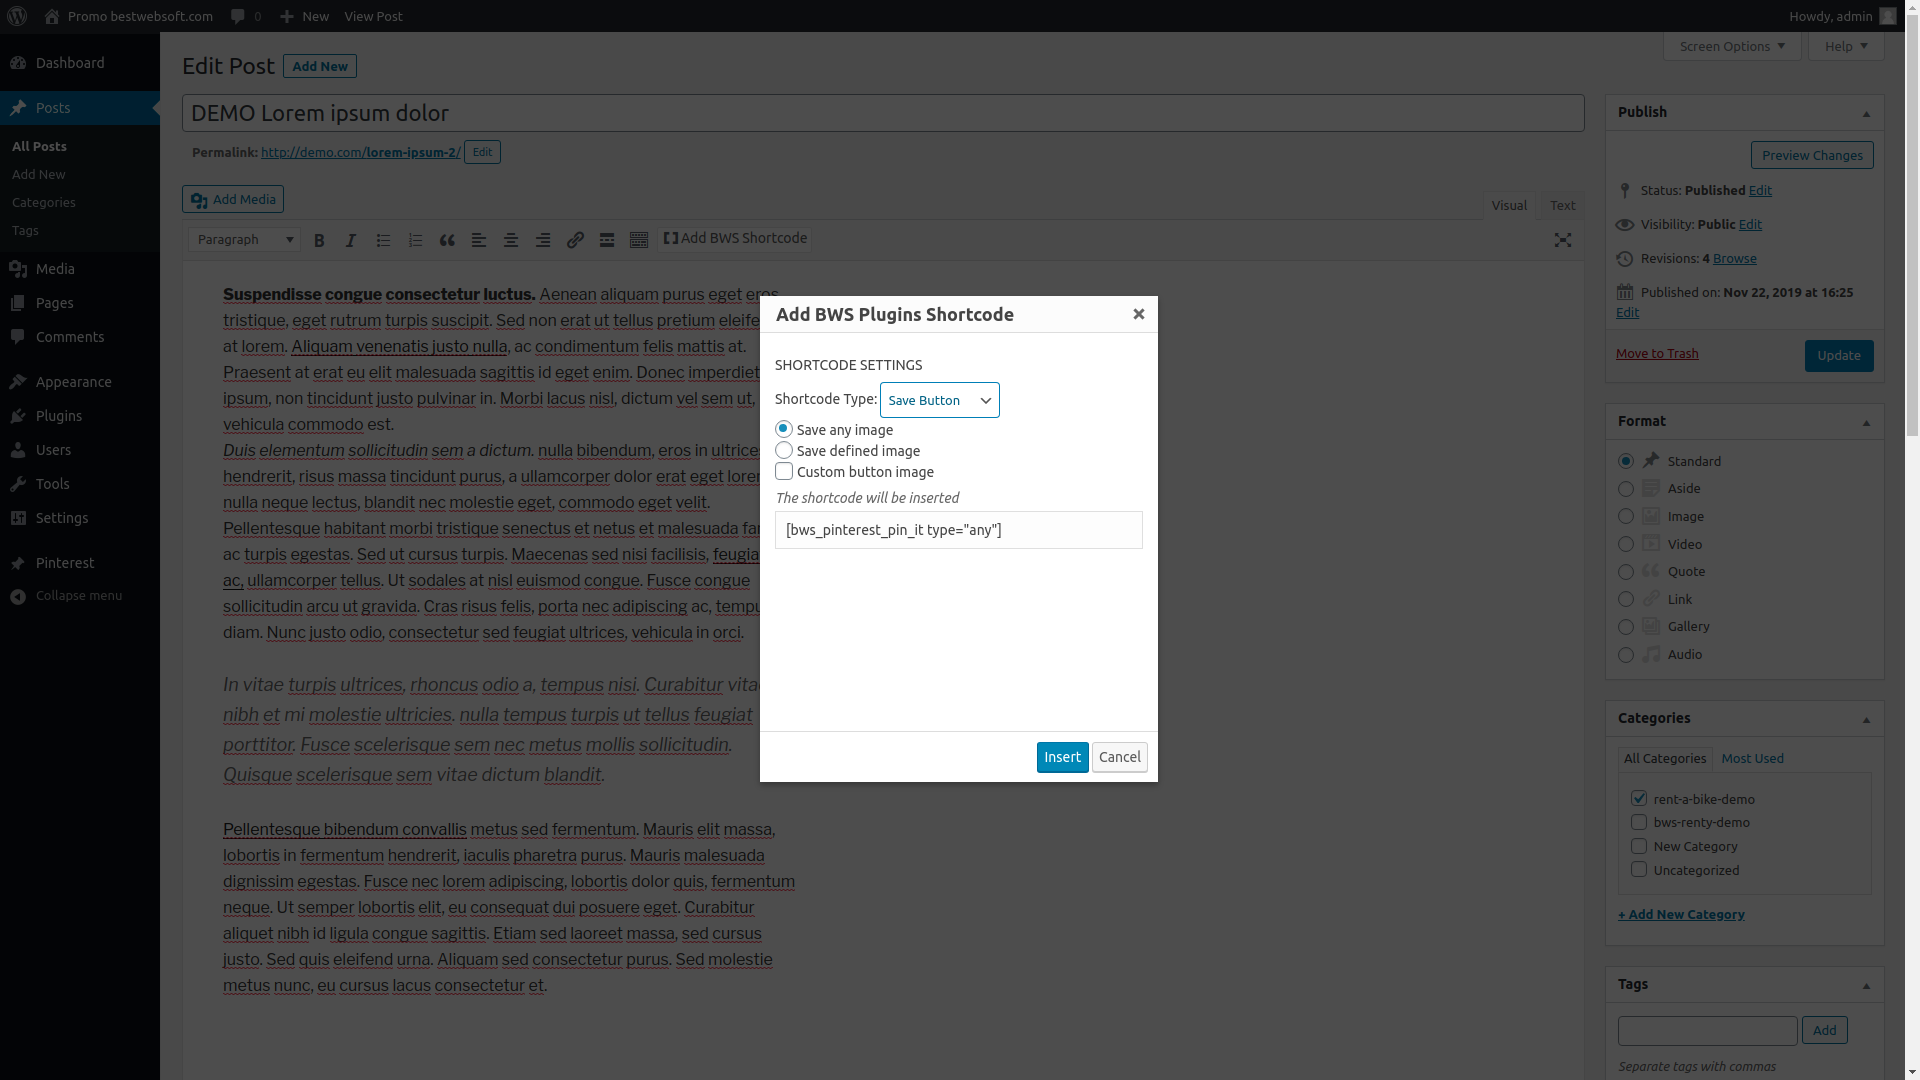 Promo bestwebsoft.com
0
New
View Post
Howdy, admin
Dashboard
Posts
All Posts
Add New
Categories
Tags
Media
Pages
Comments
Appearance
Plugins
Users
Tools
Settings
Pinterest
Collapse menu
Screen Options
Help
Edit Post
Add New
DEMO Lorem ipsum dolor
Permalink: http://demo.com/lorem-ipsum-2/ Edit
Add Media
Visual
Text
Paragraph
Add BWS Shortcode
Suspendisse congue consectetur luctus. Aenean aliquam purus eget eros
tristique, eget rutrum turpis suscipit. Sed non erat ut tellus pretium
at lorem. Aliquam venenatis justo nulla, ac condimentum felis mattis at.
Praesent at erat eu elit malesuada sagittis id eget enim. Donec imperdiet
ipsum, non tincidunt justo pulvinar in. Morbi lacus nisl, dictum vel sem ut,
vehicula commodo est.
Duis elementum sollicitudin sem a dictum. nulla bibendum, eros in
hendrerit, risus massa tincidunt purus, a ullamcorper dolor erat eget
nulla neque lectus, blandit nec molestie eget, commodo eget velit.
Pellentesque habitant morbi tristique senectus et netus et malesuada
ac turpis egestas. Sed ut cursus turpis. Maecenas sed nisi facilisis,
ac, ullamcorper tellus. Ut sodales at nisl euismod congue. Fusce congue
sollicitudin arcu ut gravida. Cras risus felis, porta nec adipiscing ac,
diam. Nunc justo odio, consectetur sed feugiat ultrices, vehicula in orci.
In vitae turpis ultrices, rhoncus odio a, tempus nisi. Curabitur vitae
nibh et mi molestie ultricies. nulla tempus turpis ut tellus feugiat
porttitor. Fusce scelerisque sem nec metus mollis sollicitudin.
Quisque scelerisque sem vitae dictum blandit.
Pellentesque bibendum convallis metus sed fermentum. Mauris elit massa,
lobortis in fermentum hendrerit, iaculis pharetra purus. Mauris malesuada
dignissim egestas. Fusce nec lorem adipiscing, lobortis dolor quis, fermentum
neque. Ut semper lobortis elit, eu consequat dui posuere eget. Curabitur
aliquet nibh id ligula congue sagittis. Etiam sed laoreet massa, sed cursus
justo. Sed quis eleifend urna. Aliquam sed consectetur purus. Sed molestie
metus nunc, eu cursus lacus consectetur et.
Add BWS Plugins Shortcode
SHORTCODE SETTINGS
Shortcode Type: Save Button
Save any image
Save defined image
Custom button image
The shortcode will be inserted
[bws_pinterest_pin_it type="any"]
Insert
Cancel
Publish
Preview Changes
Status: Published Edit
Visibility: Public Edit
Revisions: 4 Browse
Published on: Nov 22, 2019 at 16:25
Edit
Move to Trash
Update
Format
Standard
Aside
Image
Video
Quote
Link
Gallery
Audio
Categories
All Categories
Most Used
rent-a-bike-demo
bws-renty-demo
New Category
Uncategorized
+ Add New Category
Tags
Add
Separate tags with commas